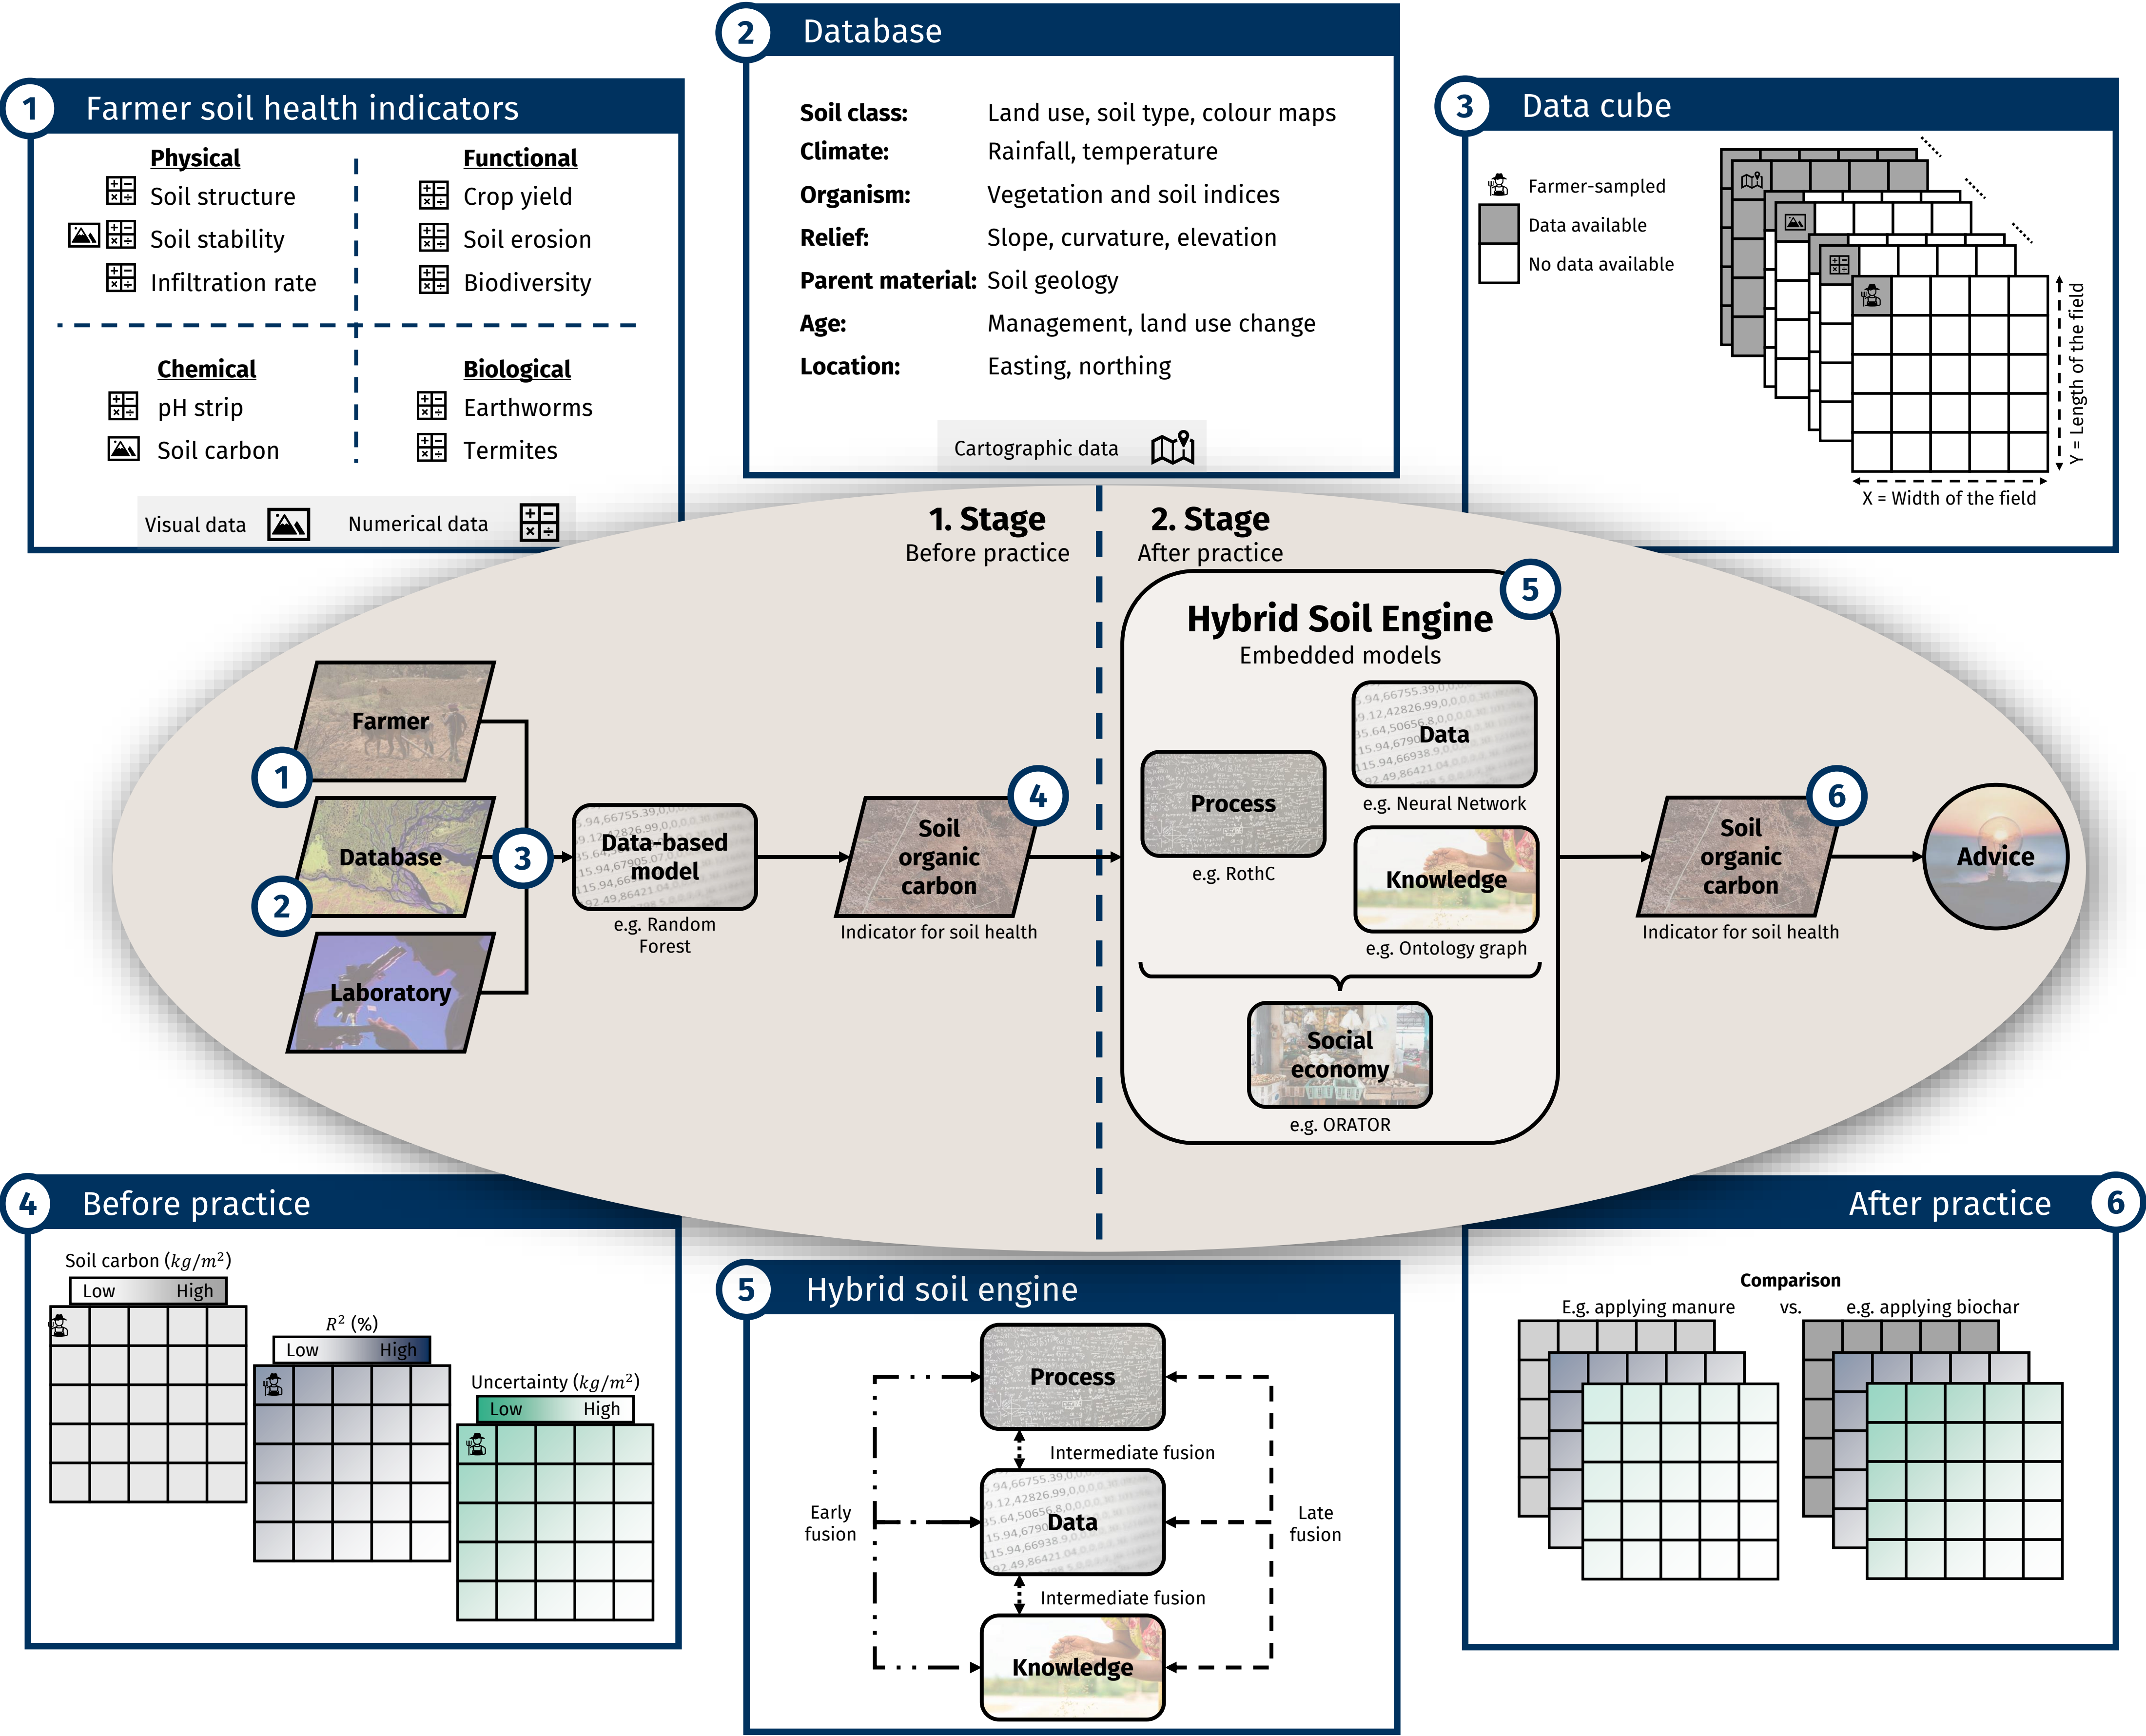 1 Farmer soil health indicators
Physical
Soil structure
Soil stability
Infiltration rate
Functional
Crop yield
Soil erosion
Biodiversity
Chemical
pH strip
Soil carbon
Biological
Earthworms
Termites
Visual data
Numerical data
2 Database
Soil class: Land use, soil type, colour maps
Climate: Rainfall, temperature
Organism: Vegetation and soil indices
Relief: Slope, curvature, elevation
Parent material: Soil geology
Age: Management, land use change
Location: Easting, northing
Cartographic data
3 Data cube
Farmer-sampled
Data available
No data available
Y = Length of the field
X = Width of the field
1. Stage
Before practice
2. Stage
After practice
Farmer
1
Database
2
Laboratory
3
Data-based
model
e.g. Random
Forest
4
Soil
organic
carbon
Indicator for soil health
5
Hybrid Soil Engine
Embedded models
Process
e.g. RothC
Data
e.g. Neural Network
Knowledge
e.g. Ontology graph
Social
economy
e.g. ORATOR
6
Soil
organic
carbon
Indicator for soil health
Advice
4 Before practice
Soil carbon (kg/m²)
Low High
R² (%)
Low High
Uncertainty (kg/m²)
Low High
5 Hybrid soil engine
Process
Intermediate fusion
Early
fusion
Data
Late
fusion
Intermediate fusion
Knowledge
After practice 6
Comparison
E.g. applying manure vs. e.g. applying biochar